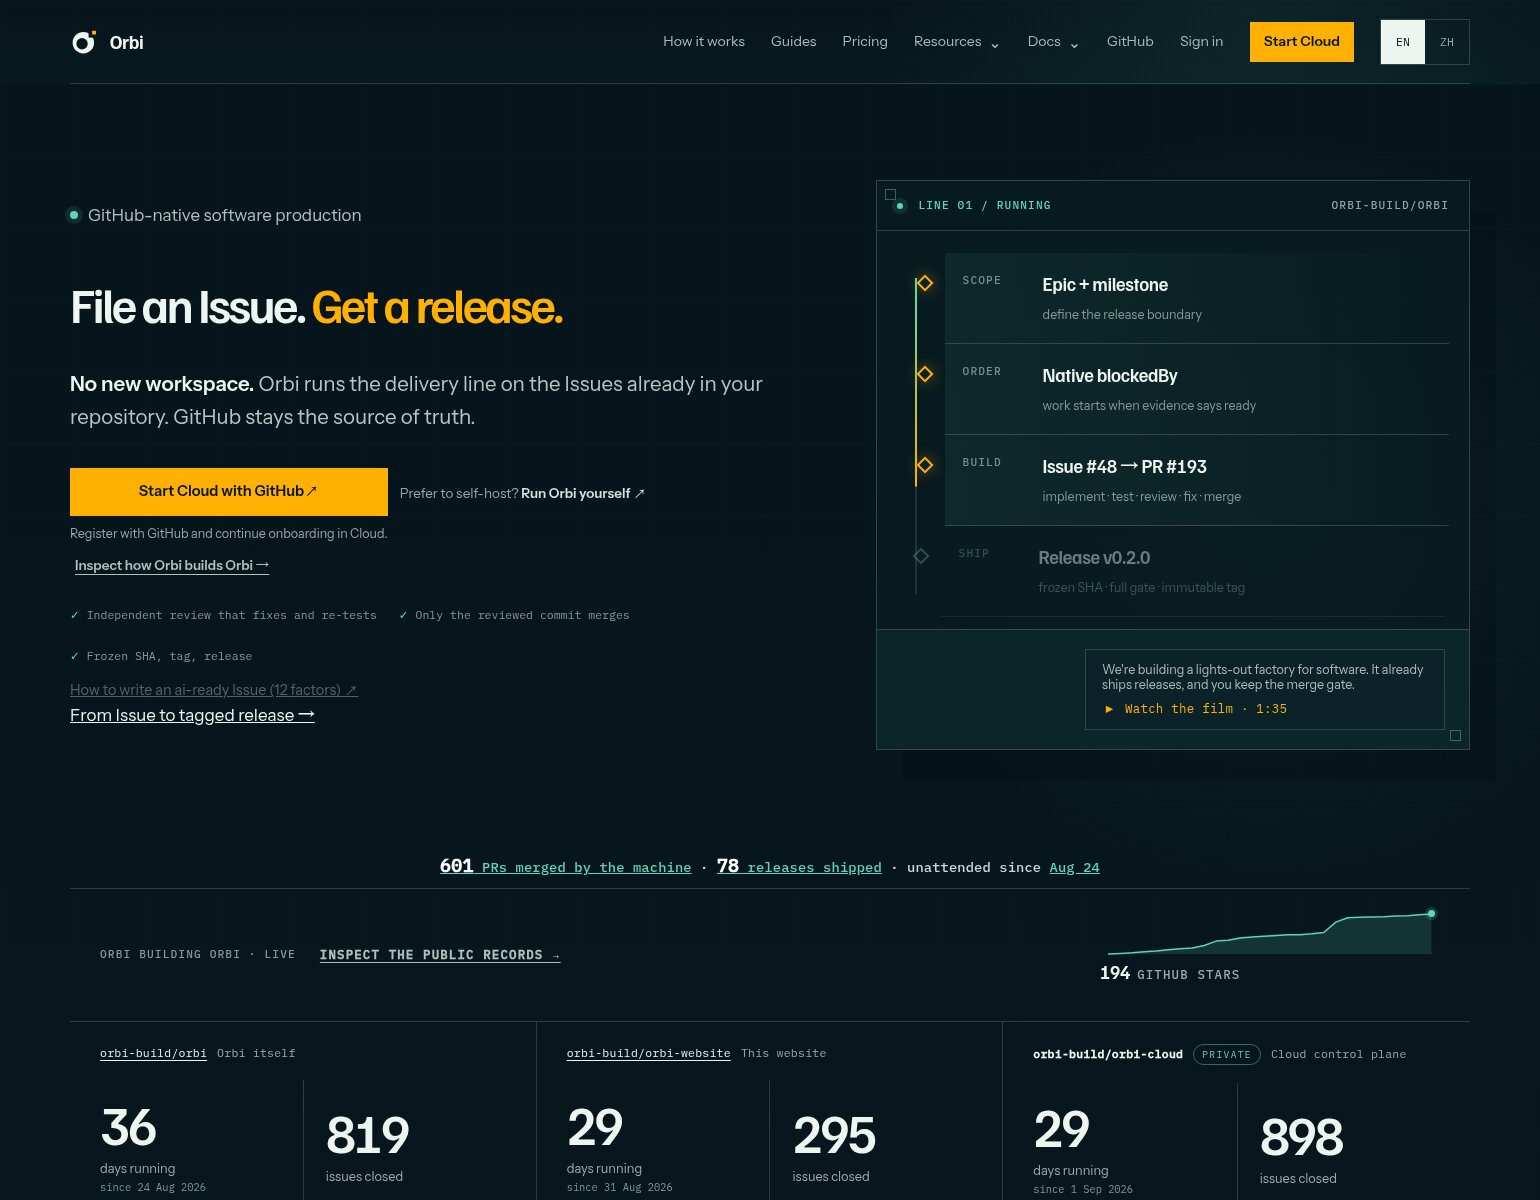 Orbi
How it works
Guides
Pricing
Resources
Docs
GitHub
Sign in
Start Cloud
EN
ZH
GitHub-native software production
File an Issue. Get a release.
No new workspace. Orbi runs the delivery line on the Issues already in your
repository. GitHub stays the source of truth.
Start Cloud with GitHub ↗
Prefer to self-host? Run Orbi yourself ↗
Register with GitHub and continue onboarding in Cloud.
Inspect how Orbi builds Orbi →
✓ Independent review that fixes and re-tests
✓ Only the reviewed commit merges
✓ Frozen SHA, tag, release
How to write an ai-ready Issue (12 factors) ↗
From Issue to tagged release →
LINE 01 / RUNNING
ORBI-BUILD/ORBI
SCOPE
Epic + milestone
define the release boundary
ORDER
Native blockedBy
work starts when evidence says ready
BUILD
Issue #48 → PR #193
implement · test · review · fix · merge
SHIP
Release v0.2.0
frozen SHA · full gate · immutable tag
We're building a lights-out factory for software. It already
ships releases, and you keep the merge gate.
▶ Watch the film · 1:35
601 PRs merged by the machine · 78 releases shipped · unattended since Aug 24
ORBI BUILDING ORBI · LIVE
INSPECT THE PUBLIC RECORDS →
194 GITHUB STARS
orbi-build/orbi Orbi itself
36
days running
since 24 Aug 2026
819
issues closed
orbi-build/orbi-website This website
29
days running
since 31 Aug 2026
295
issues closed
orbi-build/orbi-cloud PRIVATE Cloud control plane
29
days running
since 1 Sep 2026
898
issues closed